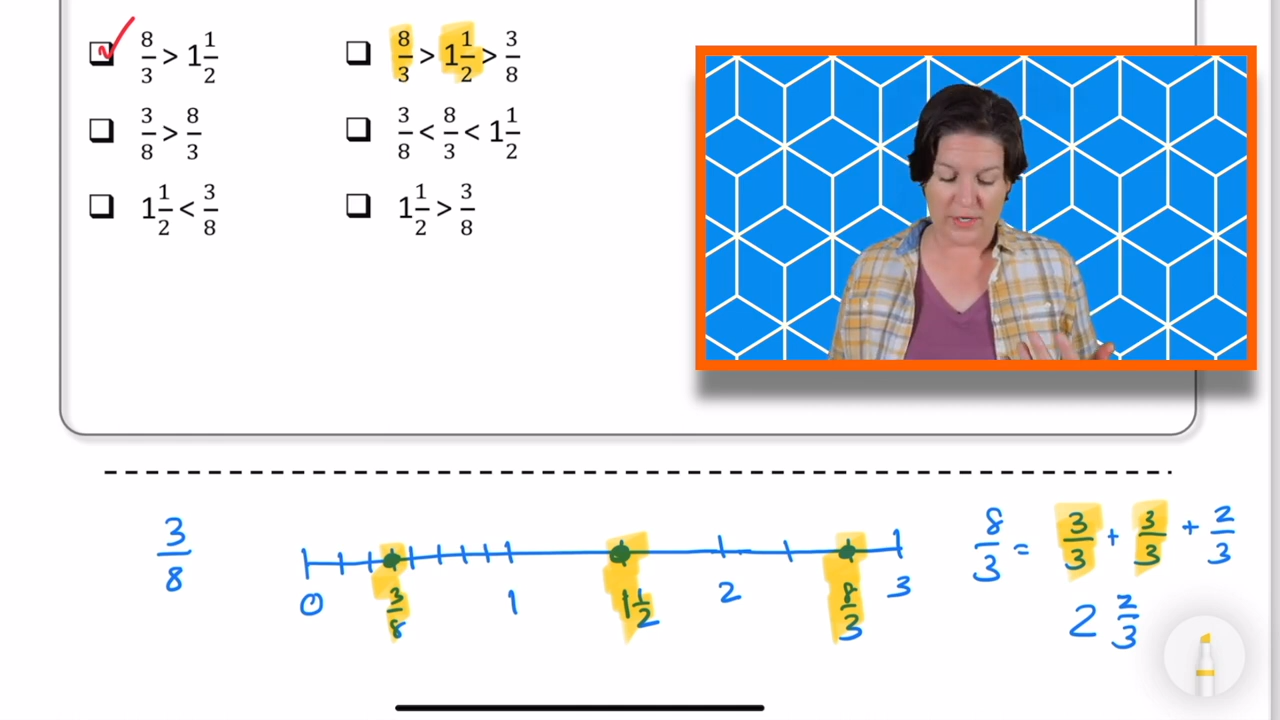 8/3 > 1 1/2
3/8 > 8/3
1 1/2 < 3/8
8/3 > 1 1/2 > 3/8
3/8 < 8/3 < 1 1/2
1 1/2 > 3/8
3/8
0 3/8 1 1 1/2 2 8/3 3
8/3 = 3/3 + 3/3 + 2/3
2 2/3